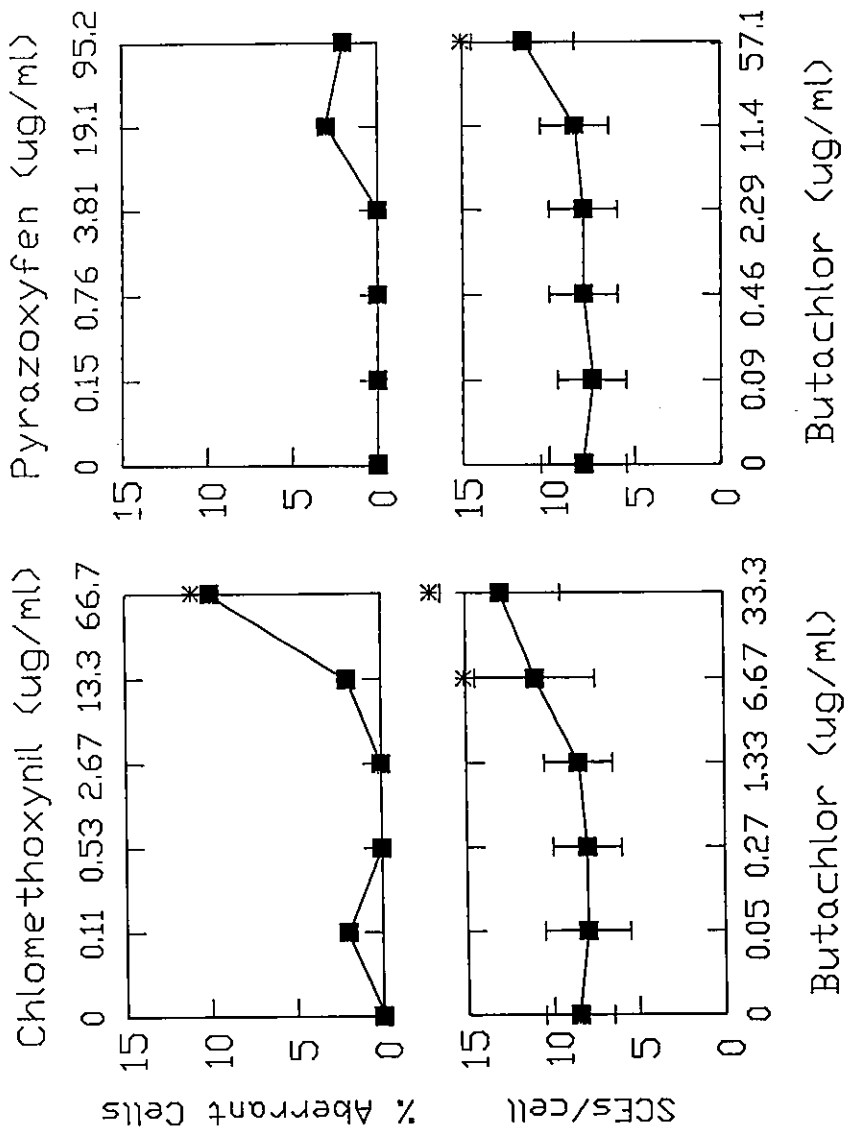 Chlomethoxynil (ug/ml)
0 0.11 0.53 2.67 13.3 66.7
15
10
5
0
% Aberrant Cells
*
Pyrazoxyfen (ug/ml)
0 0.15 0.76 3.81 19.1 95.2
15
10
5
0
15
10
5
0
SCEs/cell
* *
0 0.05 0.27 1.33 6.67 33.3
Butachlor (ug/ml)
15
10
5
0
*
0 0.09 0.46 2.29 11.4 57.1
Butachlor (ug/ml)